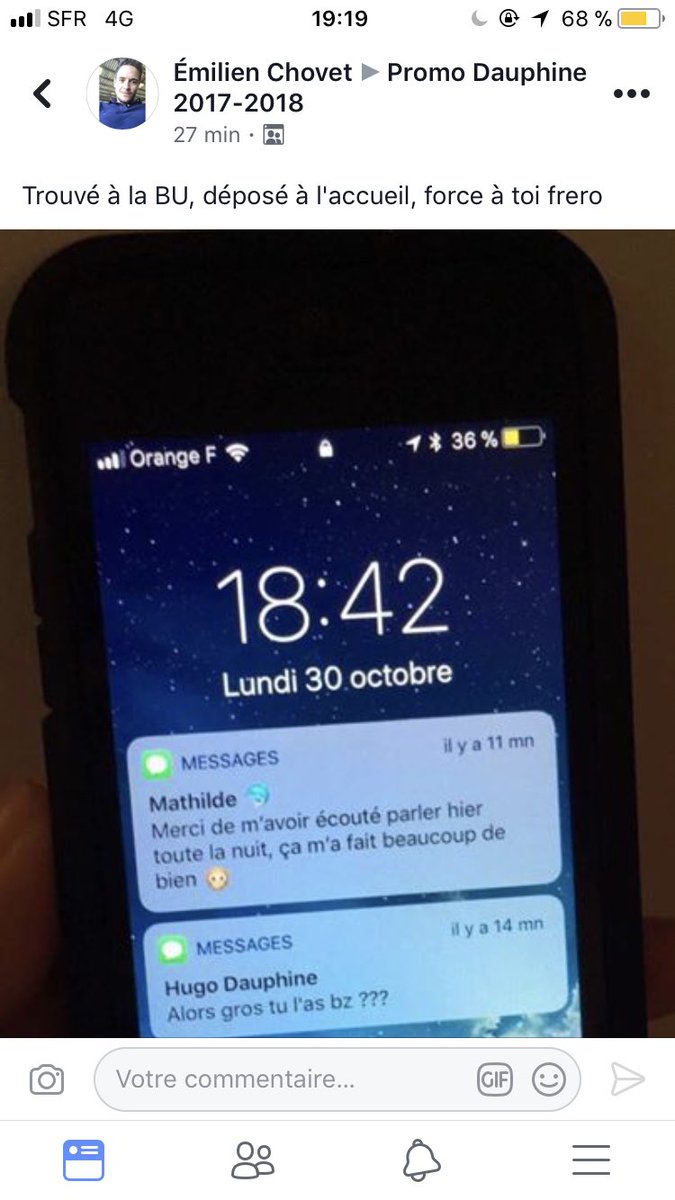 SFR 4G 19:19 68 %
Émilien Chovet ▶ Promo Dauphine
2017-2018
27 min ·
Trouvé à la BU, déposé à l'accueil, force à toi frero
Orange F 36 %
18:42
Lundi 30 octobre
MESSAGES il y a 11 mn
Mathilde 🐬
Merci de m'avoir écouté parler hier
toute la nuit, ça m'a fait beaucoup de
bien 🐵
MESSAGES il y a 14 mn
Hugo Dauphine
Alors gros tu l'as bz ???
Votre commentaire...
GIF